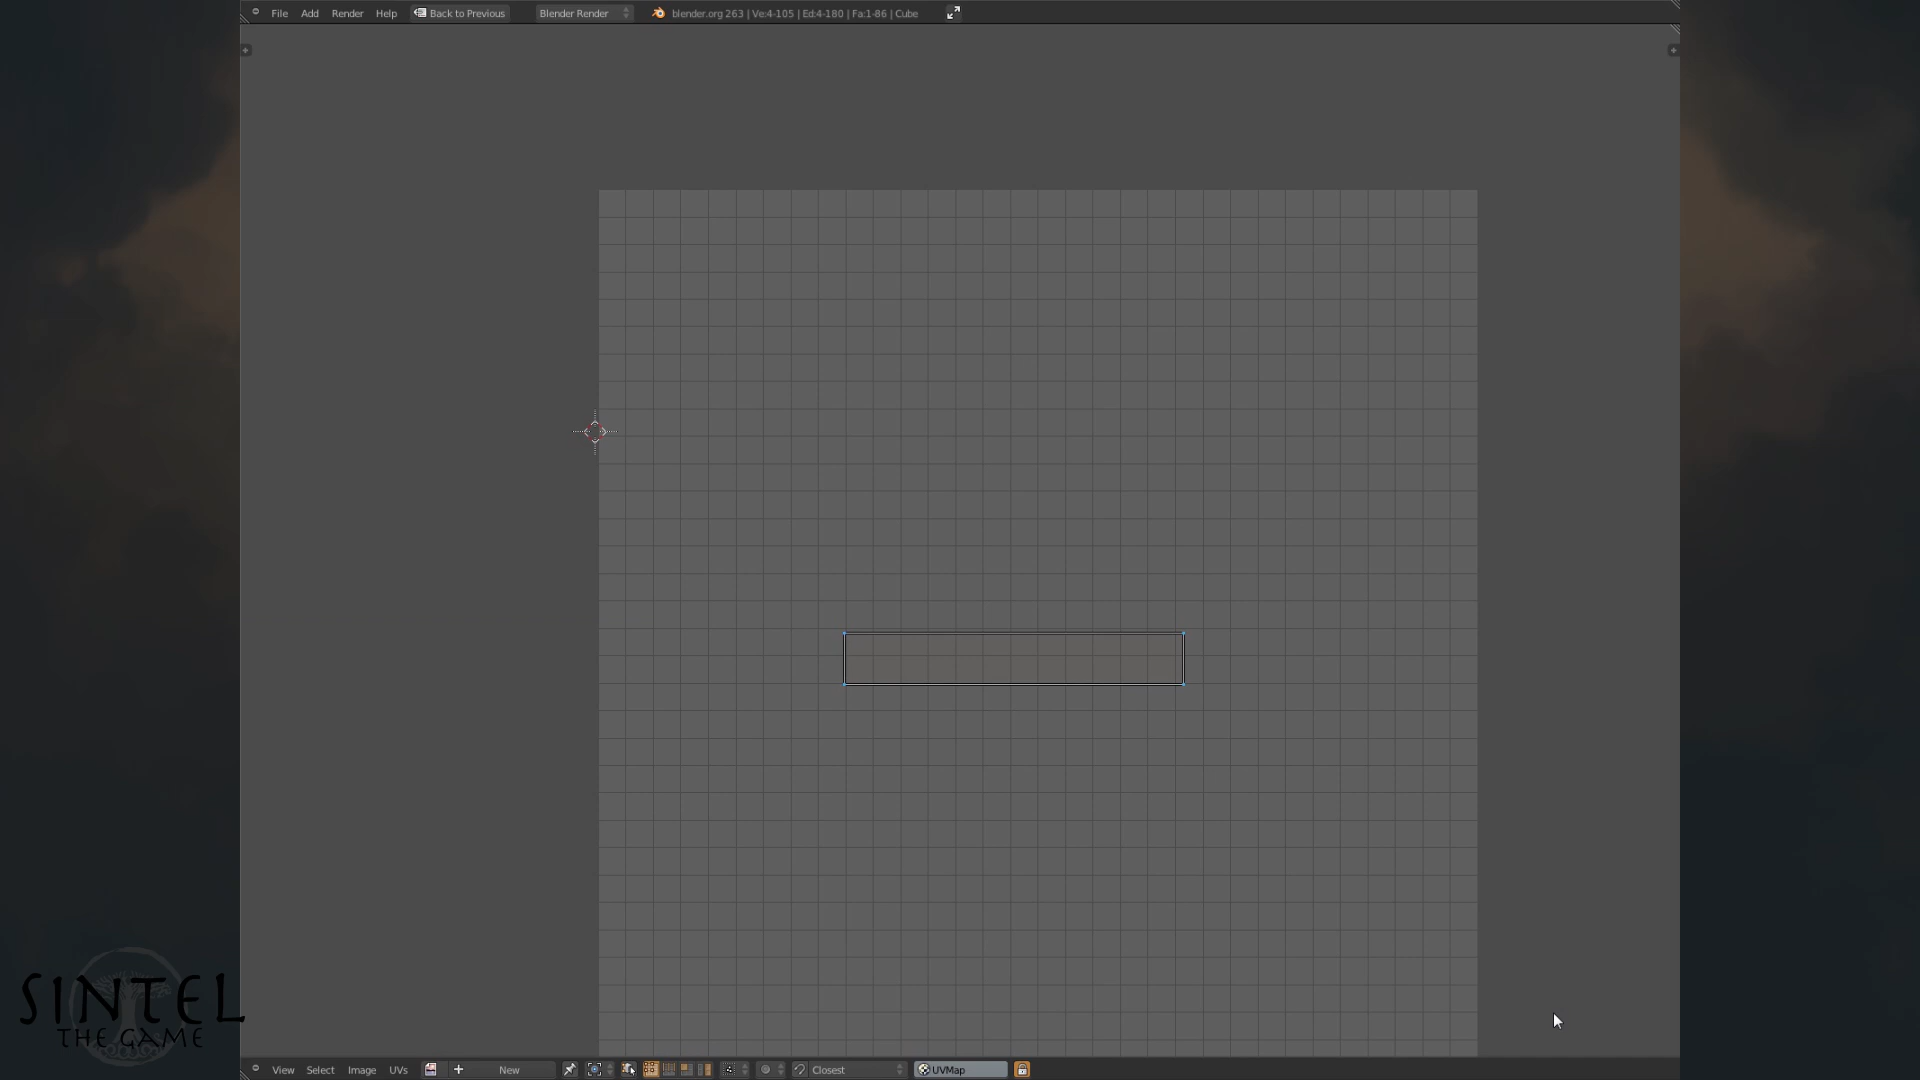 File Add Render Help Back to Previous Blender Render blender.org 263 | Ve:4-105 | Ed:4-180 | Fa:1-86 | Cube
SINTEL
THE GAME
View Select Image UVs New Closest UVMap